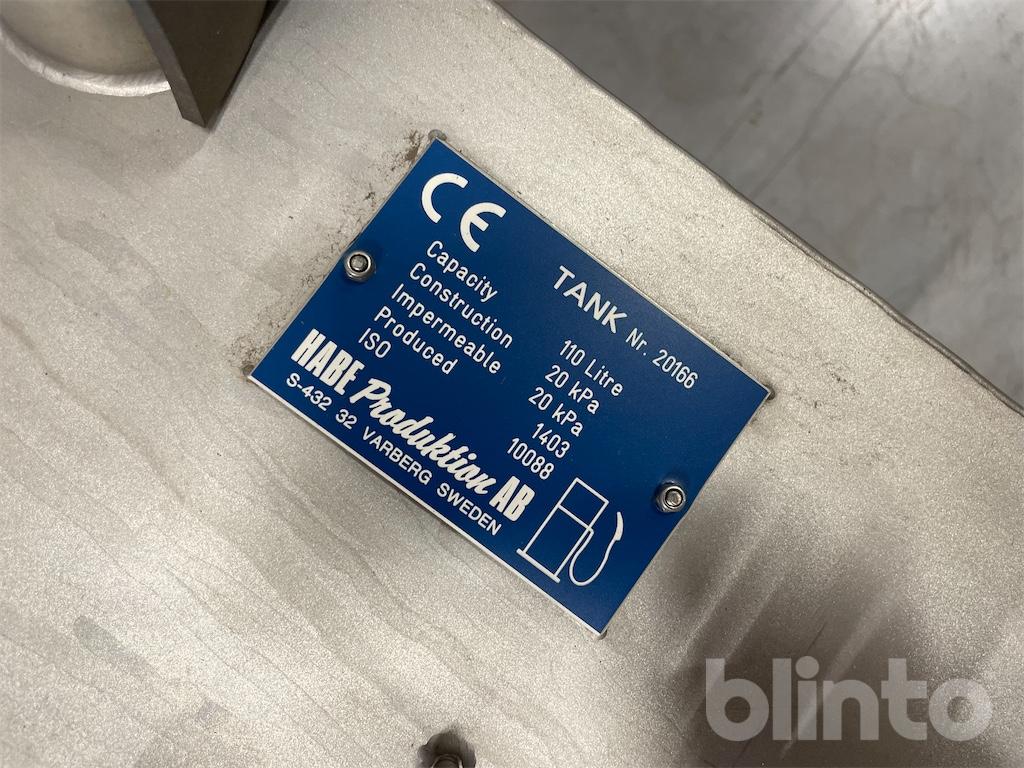 CE
TANK Nr. 20166
Capacity 110 Litre
Construction 20 kPa
Impermeable 20 kPa
Produced 1403
ISO 10088
HABE Produktion AB
S-432 32 VARBERG SWEDEN
blinto